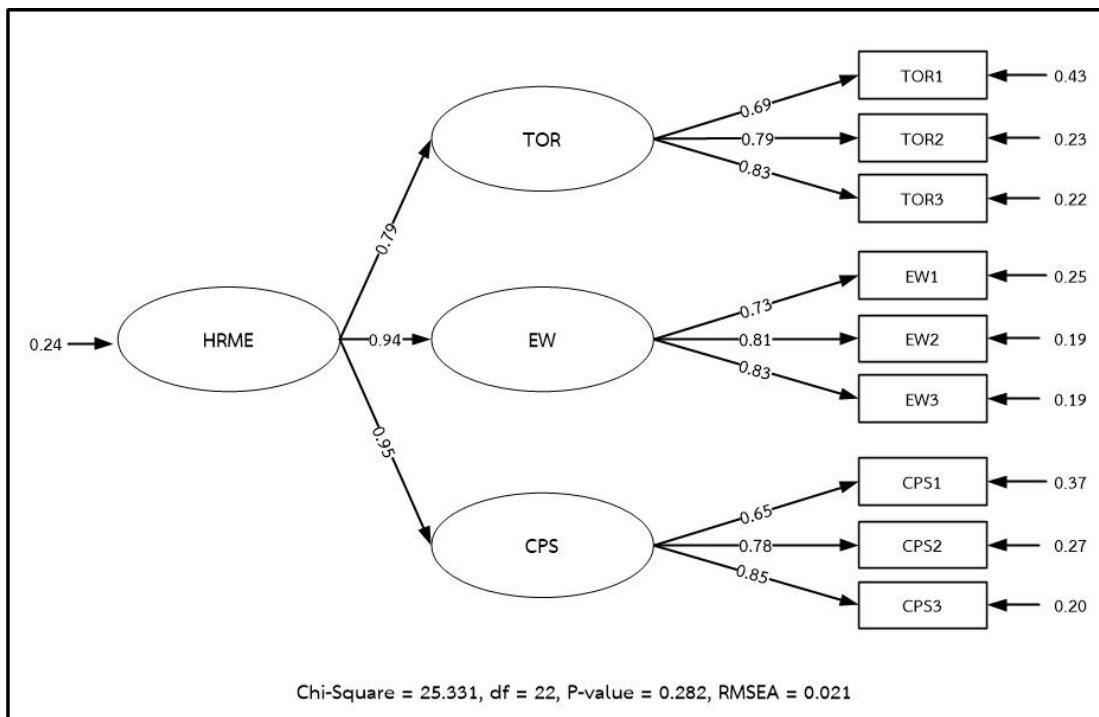 TOR1
0.43
0.69
TOR
0.79
TOR2
0.23
0.83
TOR3
0.22
0.79
EW1
0.25
0.73
0.24
HRME
0.94
EW
0.81
EW2
0.19
0.83
EW3
0.19
0.95
CPS1
0.37
0.65
CPS
0.78
CPS2
0.27
0.85
CPS3
0.20
Chi-Square = 25.331, df = 22, P-value = 0.282, RMSEA = 0.021